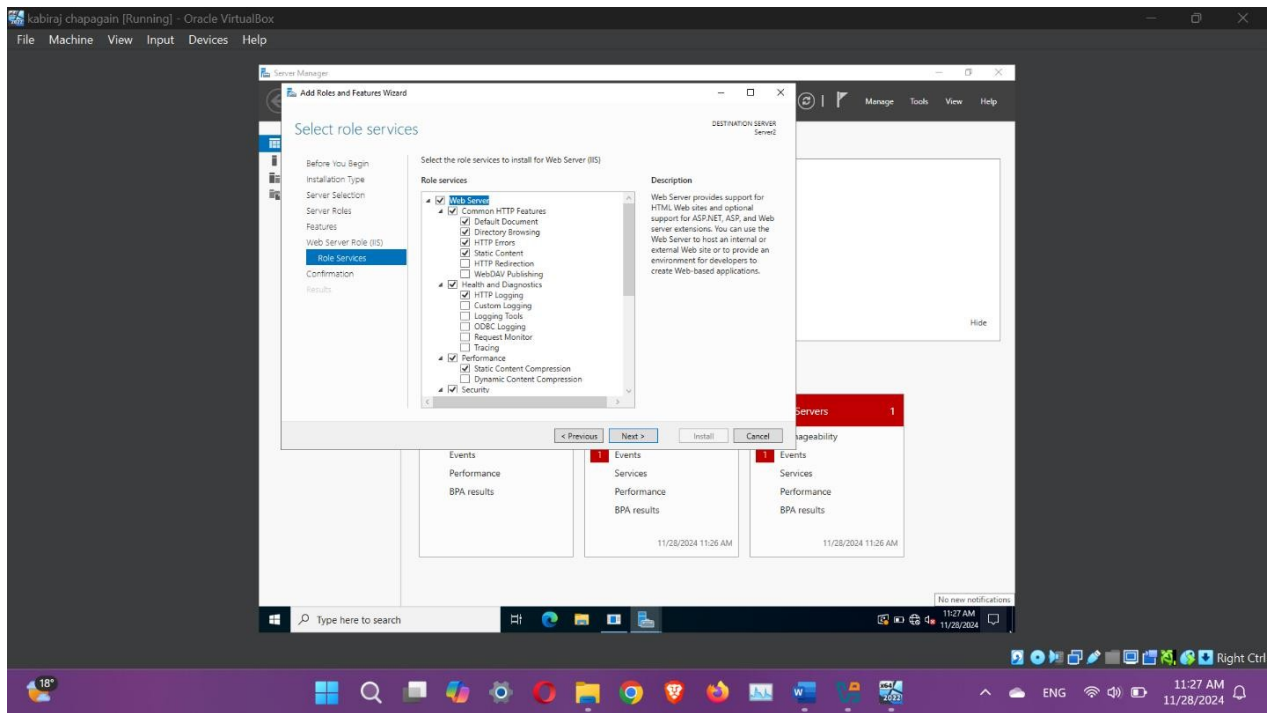 kabiraj chapagain [Running] - Oracle VirtualBox
File Machine View Input Devices Help
Server Manager
Manage Tools View Help
Add Roles and Features Wizard
Select role services
DESTINATION SERVER
Server2
Before You Begin
Installation Type
Server Selection
Server Roles
Features
Web Server Role (IIS)
Role Services
Confirmation
Results
Select the role services to install for Web Server (IIS)
Role services
Web Server
Common HTTP Features
Default Document
Directory Browsing
HTTP Errors
Static Content
HTTP Redirection
WebDAV Publishing
Health and Diagnostics
HTTP Logging
Custom Logging
Logging Tools
ODBC Logging
Request Monitor
Tracing
Performance
Static Content Compression
Dynamic Content Compression
Security
Description
Web Server provides support for
HTML Web sites and optional
support for ASP.NET, ASP, and Web
server extensions. You can use the
Web Server to host an internal or
external Web site or to provide an
environment for developers to
create Web-based applications.
< Previous Next > Install Cancel
Hide
Servers 1
nageability
Events
Performance
BPA results
1 Events
Services
Performance
BPA results
11/28/2024 11:26 AM
1 Events
Services
Performance
BPA results
11/28/2024 11:26 AM
No new notifications
Type here to search
11:27 AM
11/28/2024
Right Ctrl
18°
2022
ENG
11:27 AM
11/28/2024